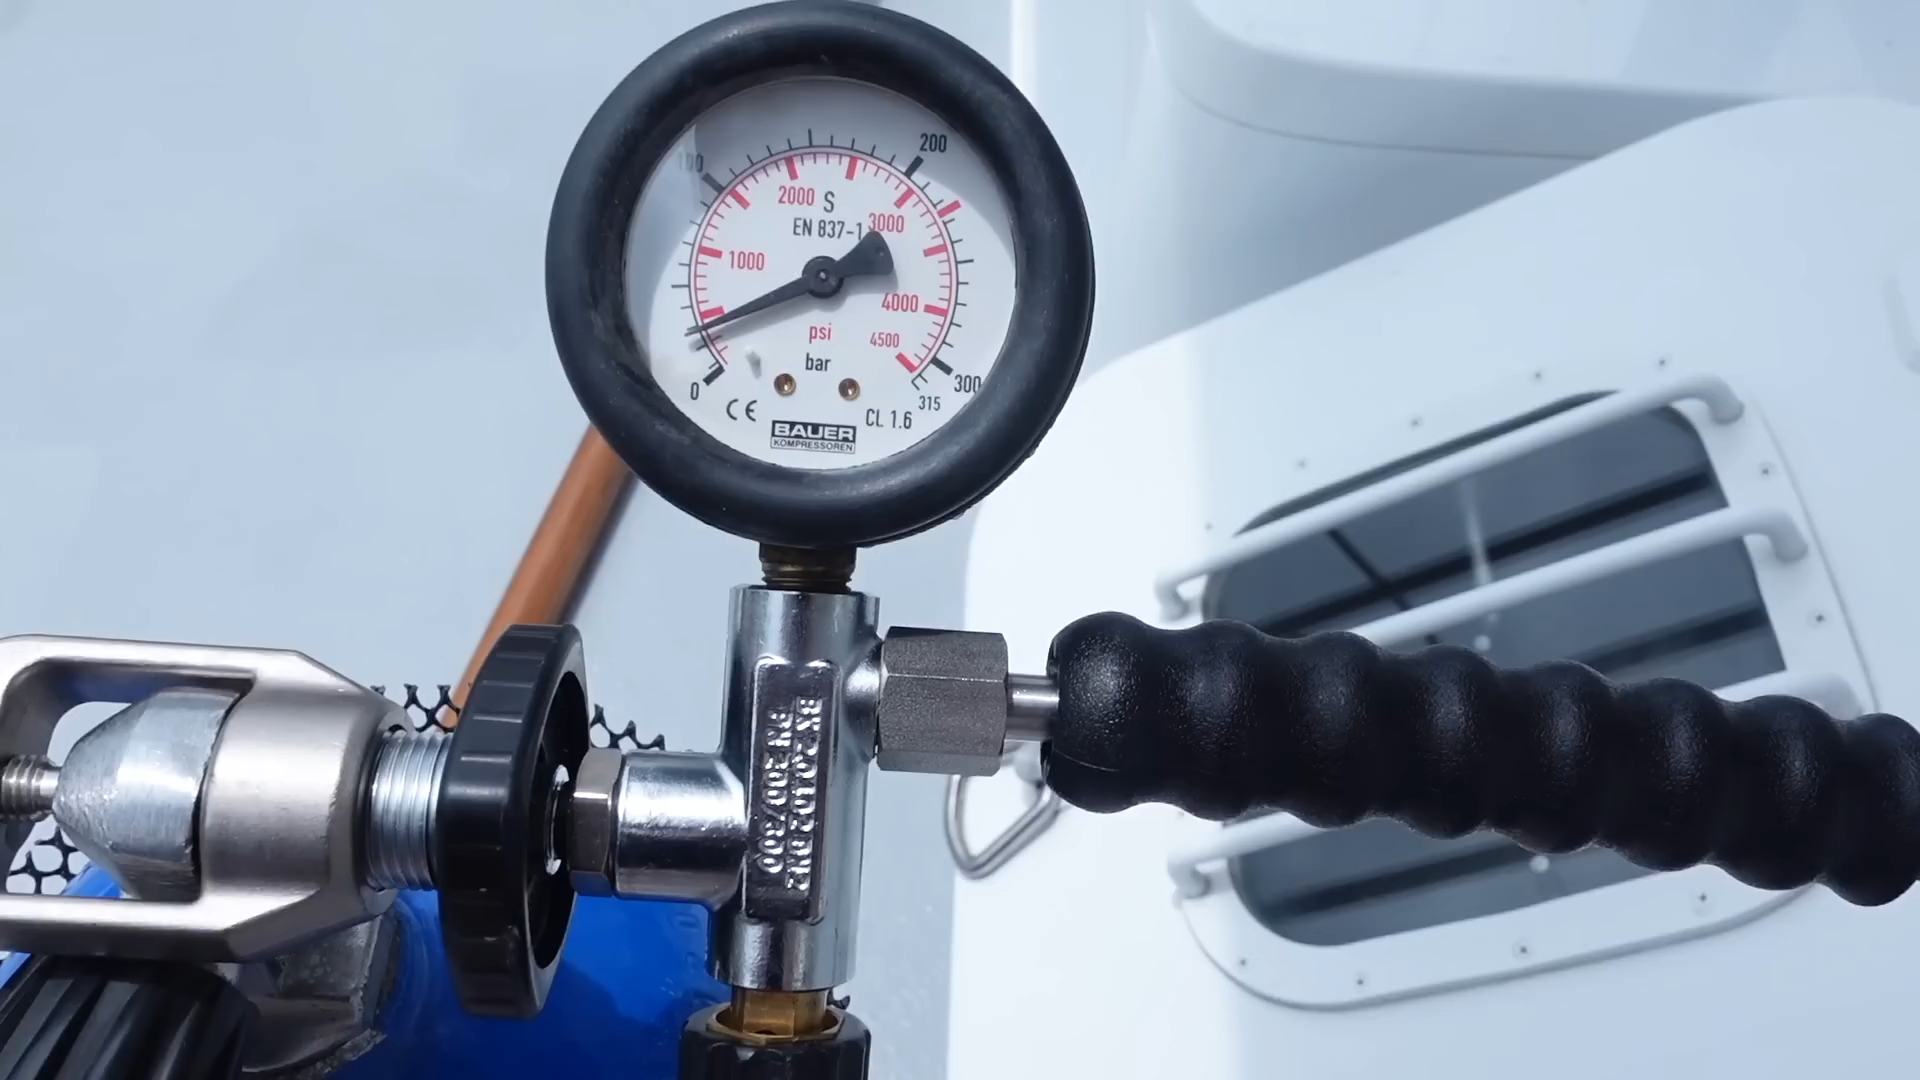 100
200
2000 S
EN 837-1
3000
1000
4000
psi
4500
bar
0
300
315
CE
CL 1.6
BAUER
KOMPRESSOREN
PN 200/300